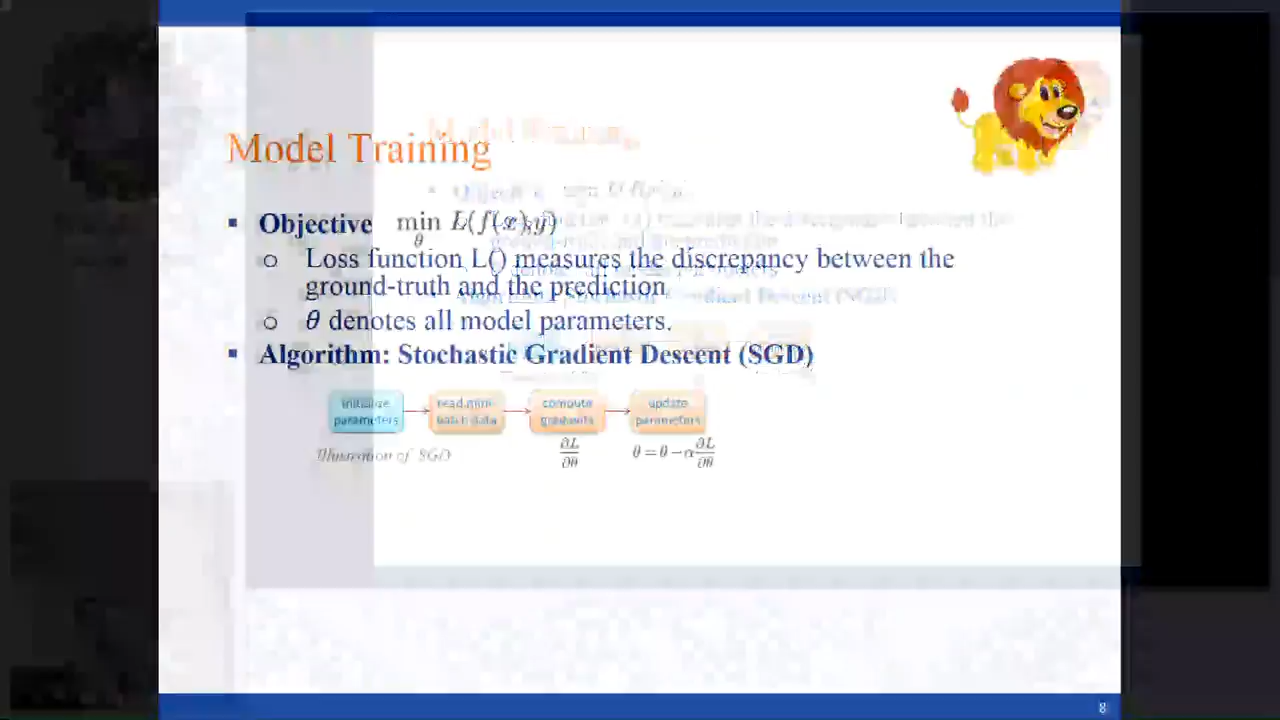 Model Training
▪ Objective min L(f(x), y)
θ
o Loss function L() measures the discrepancy between the
ground-truth and the prediction
o θ denotes all model parameters.
▪ Algorithm: Stochastic Gradient Descent (SGD)
initialize
parameters
read mini-
batch data
compute
gradients
update
parameters
Illustration of SGD
∂L
∂θ
θ = θ − α ∂L
∂θ
8